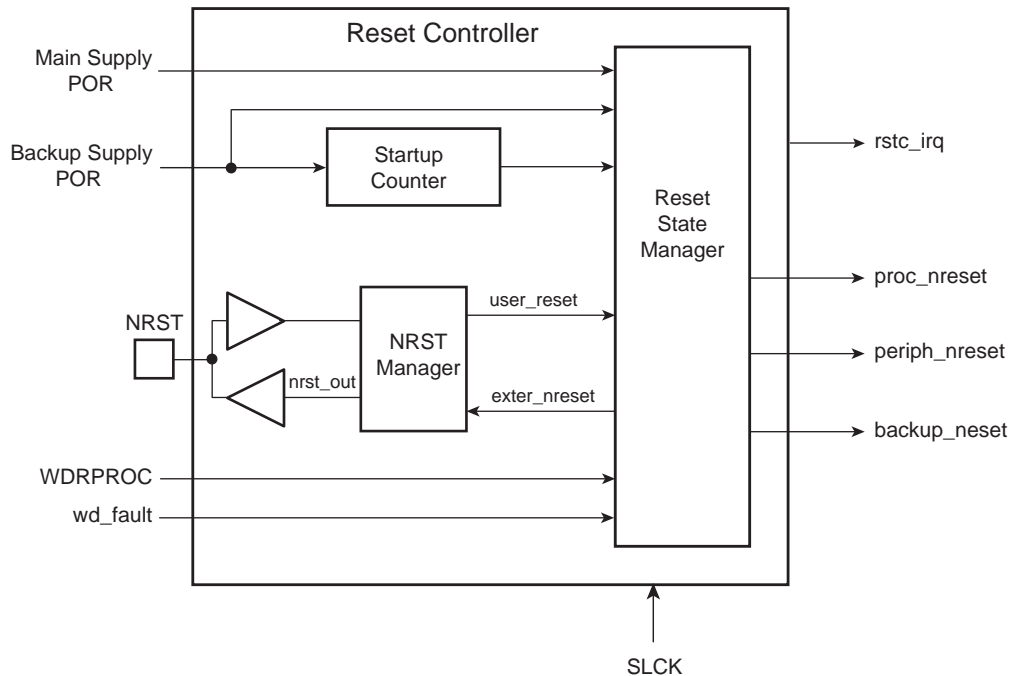 Reset Controller
Main Supply
POR
Backup Supply
POR
Startup
Counter
Reset
State
Manager
rstc_irq
proc_nreset
periph_nreset
backup_neset
NRST
user_reset
NRST
Manager
nrst_out
exter_nreset
WDRPROC
wd_fault
SLCK